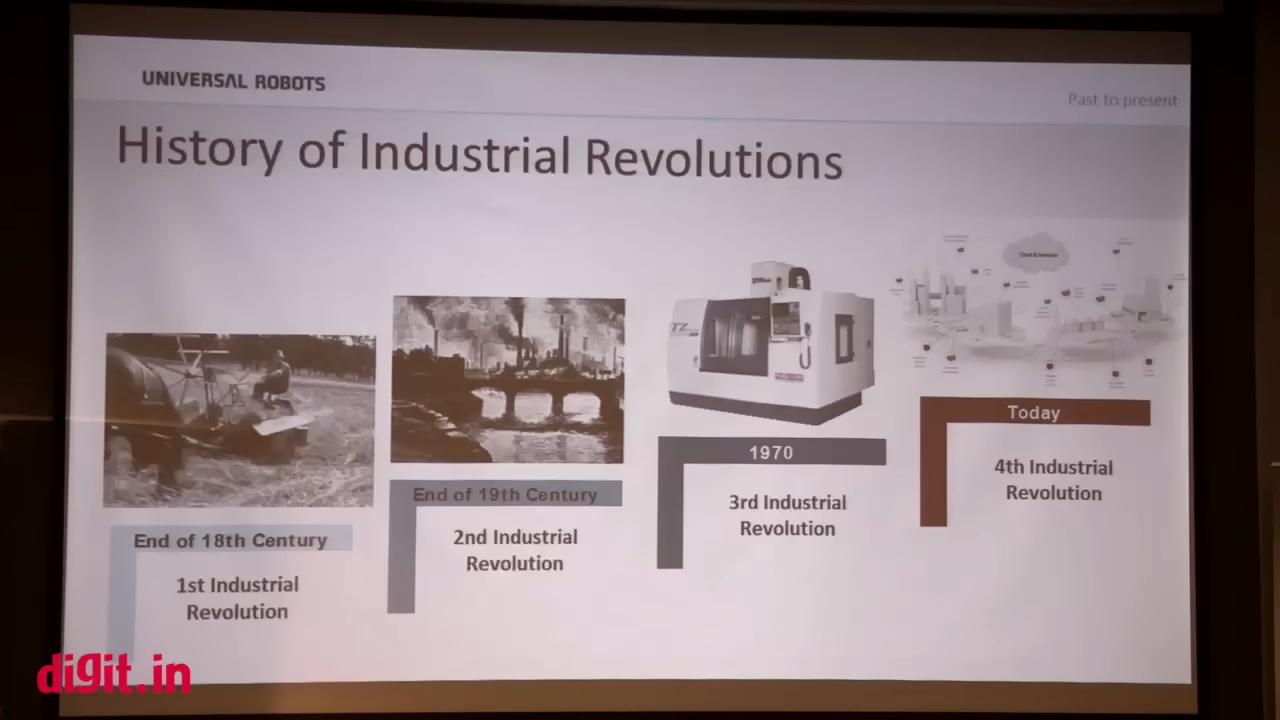 UNIVERSAL ROBOTS
Past to present
History of Industrial Revolutions
End of 18th Century
1st Industrial
Revolution
End of 19th Century
2nd Industrial
Revolution
1970
3rd Industrial
Revolution
Today
4th Industrial
Revolution
TZ
digit.in